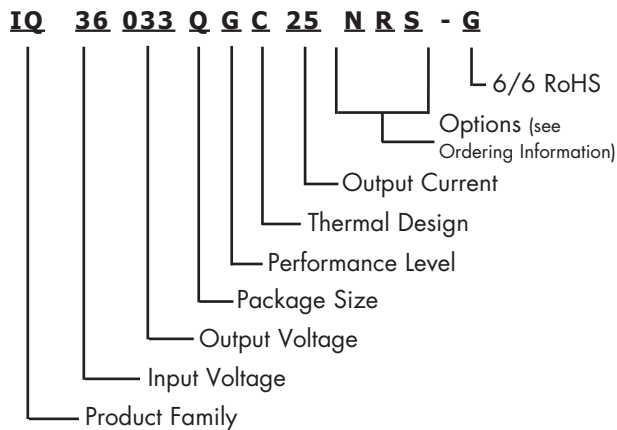 IQ 36 033 Q G C 25 N R S - G
6/6 RoHS
Options (see
Ordering Information)
Output Current
Thermal Design
Performance Level
Package Size
Output Voltage
Input Voltage
Product Family